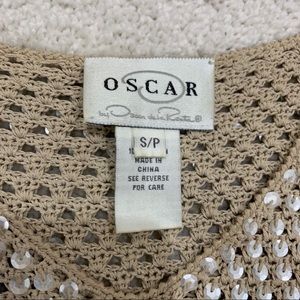 OSCAR
by Oscar de la Renta®
S/P
MADE IN
CHINA
SEE REVERSE
FOR CARE